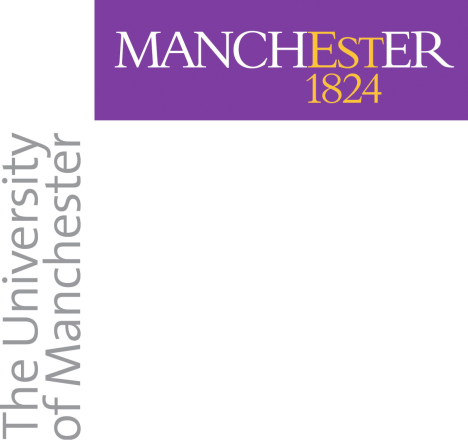 MANCHESTER
1824
The University
of Manchester